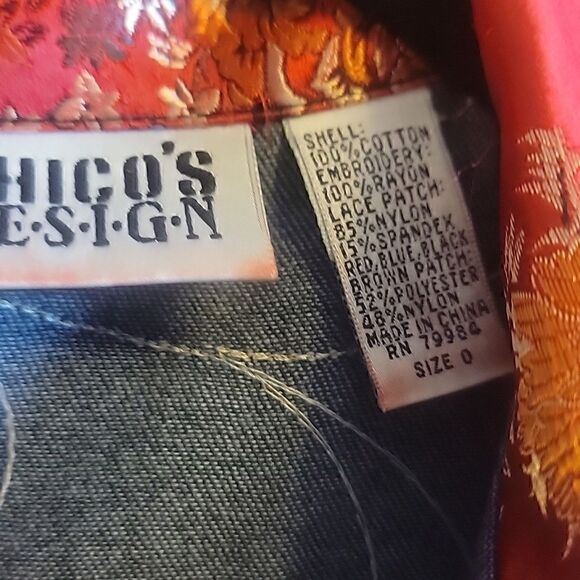 HICO'S
E·S·I·G·N
SHELL:
100%COTTON
EMBROIDERY:
100%RAYON
LACE PATCH:
85%NYLON
15%SPANDEX
RED,BLUE,BLACK
BROWN PATCH:
52%POLYESTER
48%NYLON
MADE IN CHINA
RN 79984
SIZE 0